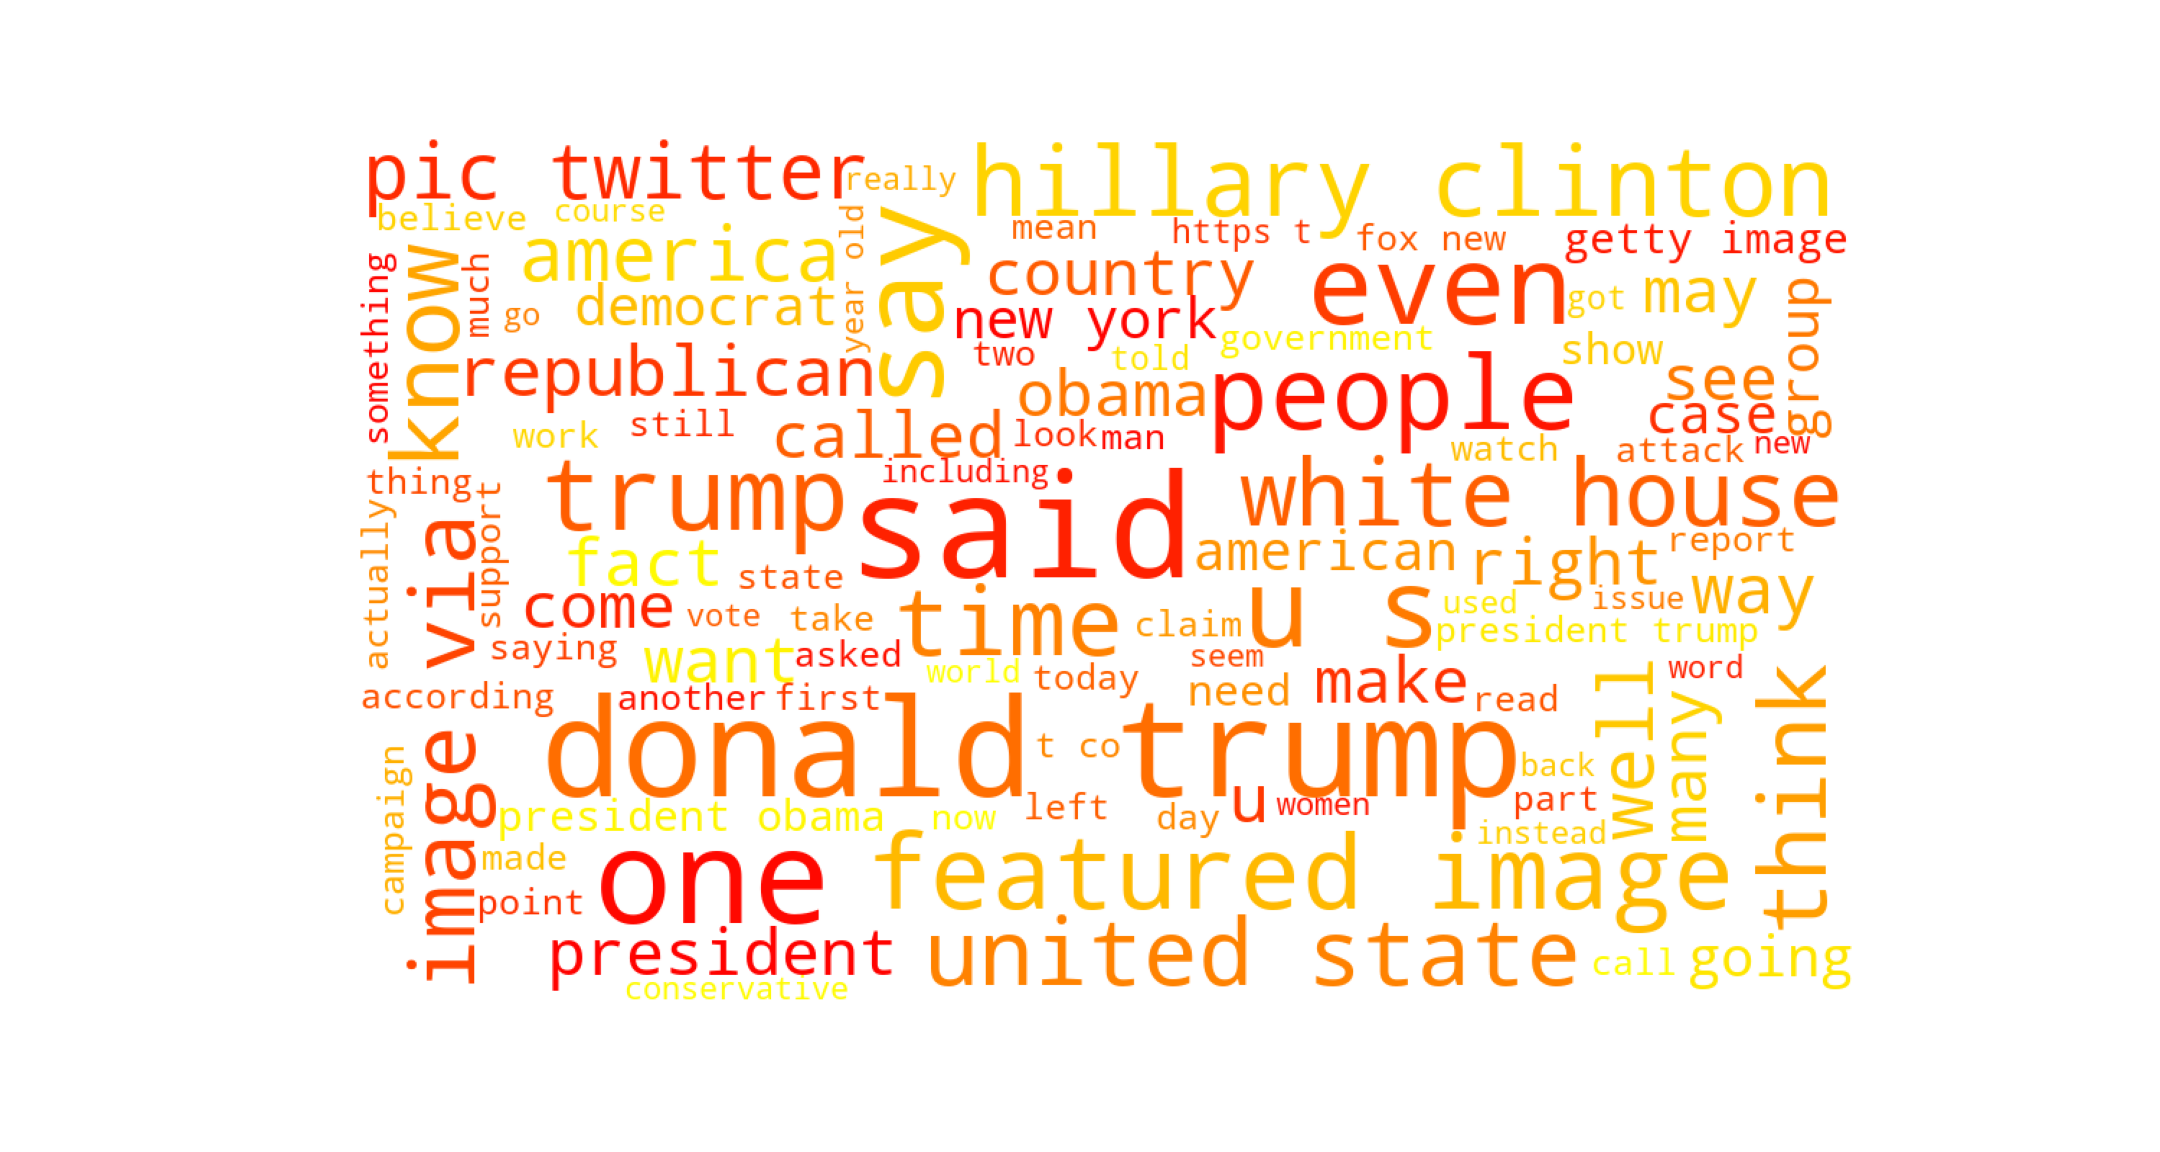 pic twitter
really
hillary clinton
believe
course
say
mean
https t
fox new
getty image
something
know
much
america
year old
country
even
got
may
group
go
democrat
new york
government
show
republican
two
told
obama
people
see
case
work
still
called
look
man
watch
attack
new
thing
trump
including
said
white house
actually
via
support
fact
state
american
right
report
come
vote
take
time
claim
u s
used
issue
way
president trump
saying
want
asked
world
today
seem
need
make
read
word
according
another
first
donald trump
t co
back
well
many
think
campaign
image
president obama
now
left
day
u
women
part
instead
made
point
one
featured image
president
united state
call
going
conservative